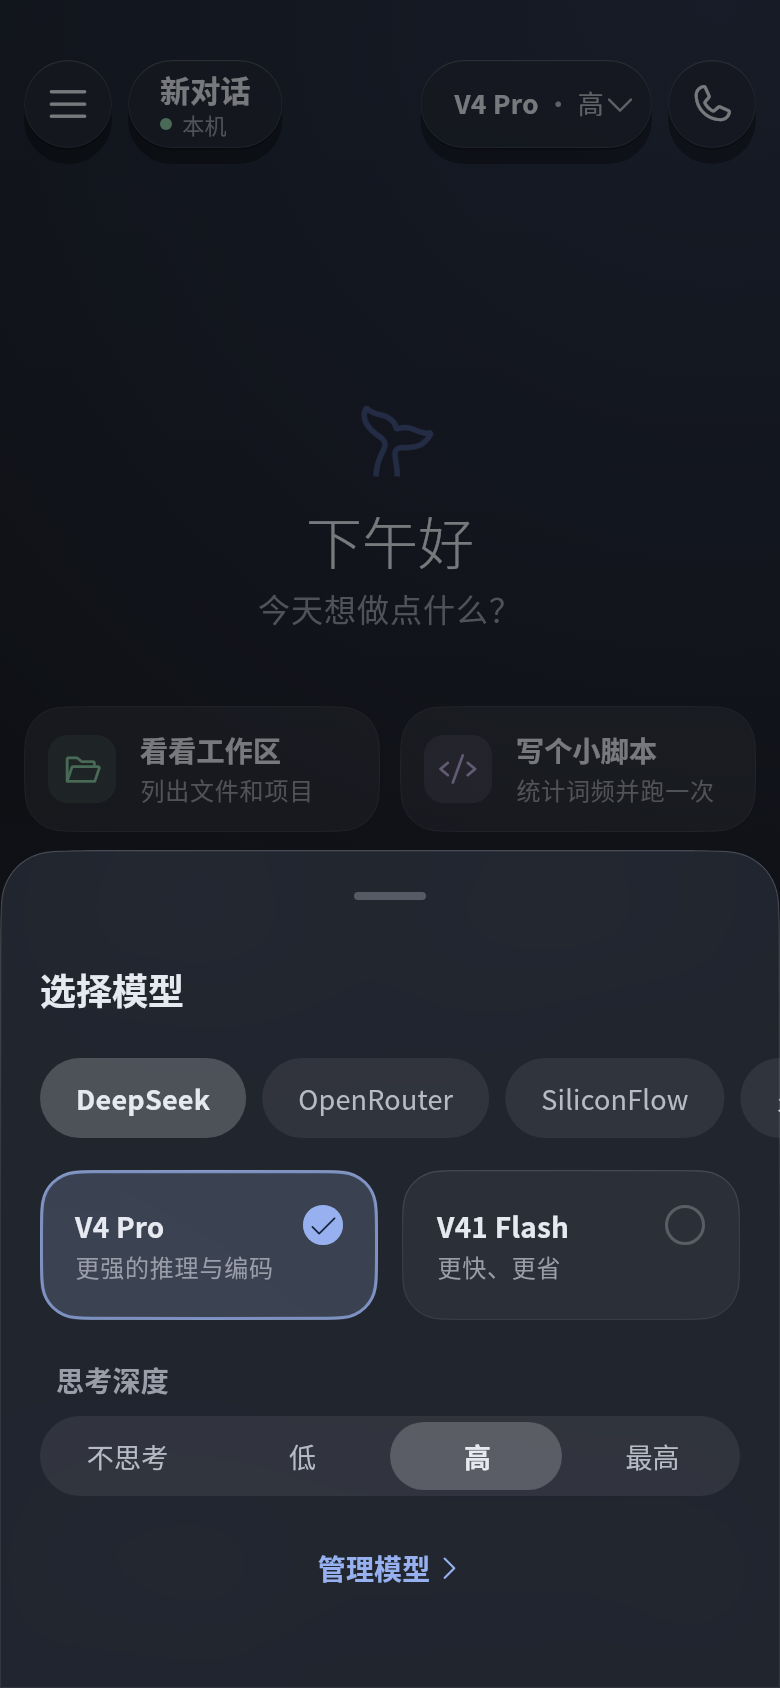 新对话
本机
V4 Pro · 高
下午好
今天想做点什么？
看看工作区
列出文件和项目
写个小脚本
统计词频并跑一次
选择模型
DeepSeek
OpenRouter
SiliconFlow
V4 Pro
更强的推理与编码
V41 Flash
更快、更省
思考深度
不思考
低
高
最高
管理模型